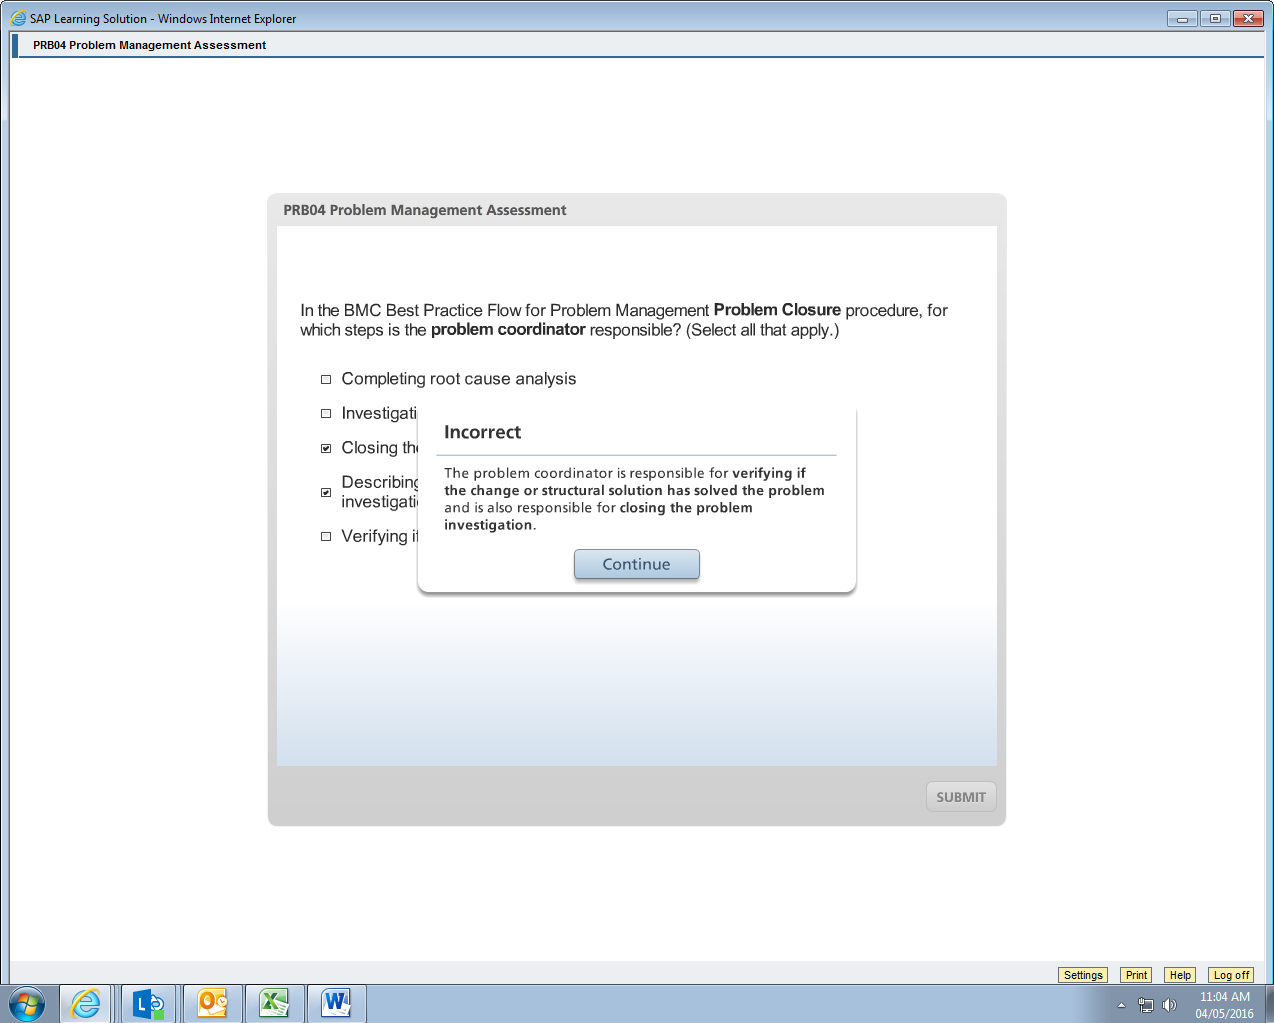 SAP Learning Solution - Windows Internet Explorer
PRB04 Problem Management Assessment
PRB04 Problem Management Assessment
In the BMC Best Practice Flow for Problem Management Problem Closure procedure, for
which steps is the problem coordinator responsible? (Select all that apply.)
Completing root cause analysis
Investigati
Closing the
Describing
investigati
Verifying if
Incorrect
The problem coordinator is responsible for verifying if
the change or structural solution has solved the problem
and is also responsible for closing the problem
investigation.
Continue
SUBMIT
Settings Print Help Log off
11:04 AM
04/05/2016